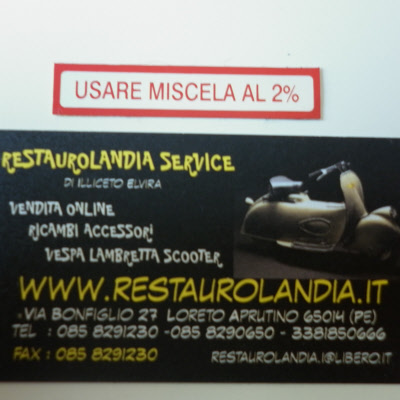 USARE MISCELA AL 2%
RESTAUROLANDIA SERVICE
DI ILLICETO ELVIRA
VENDITA ONLINE
RICAMBI ACCESSORI
VESPA LAMBRETTA SCOOTER
WWW.RESTAUROLANDIA.IT
VIA BONFIGLIO 27 LORETO APRUTINO 65014 (PE)
TEL : 085 8291230 -085 8290650 - 3381850666
FAX : 085 8291230
RESTAUROLANDIA.I@LIBERO.IT